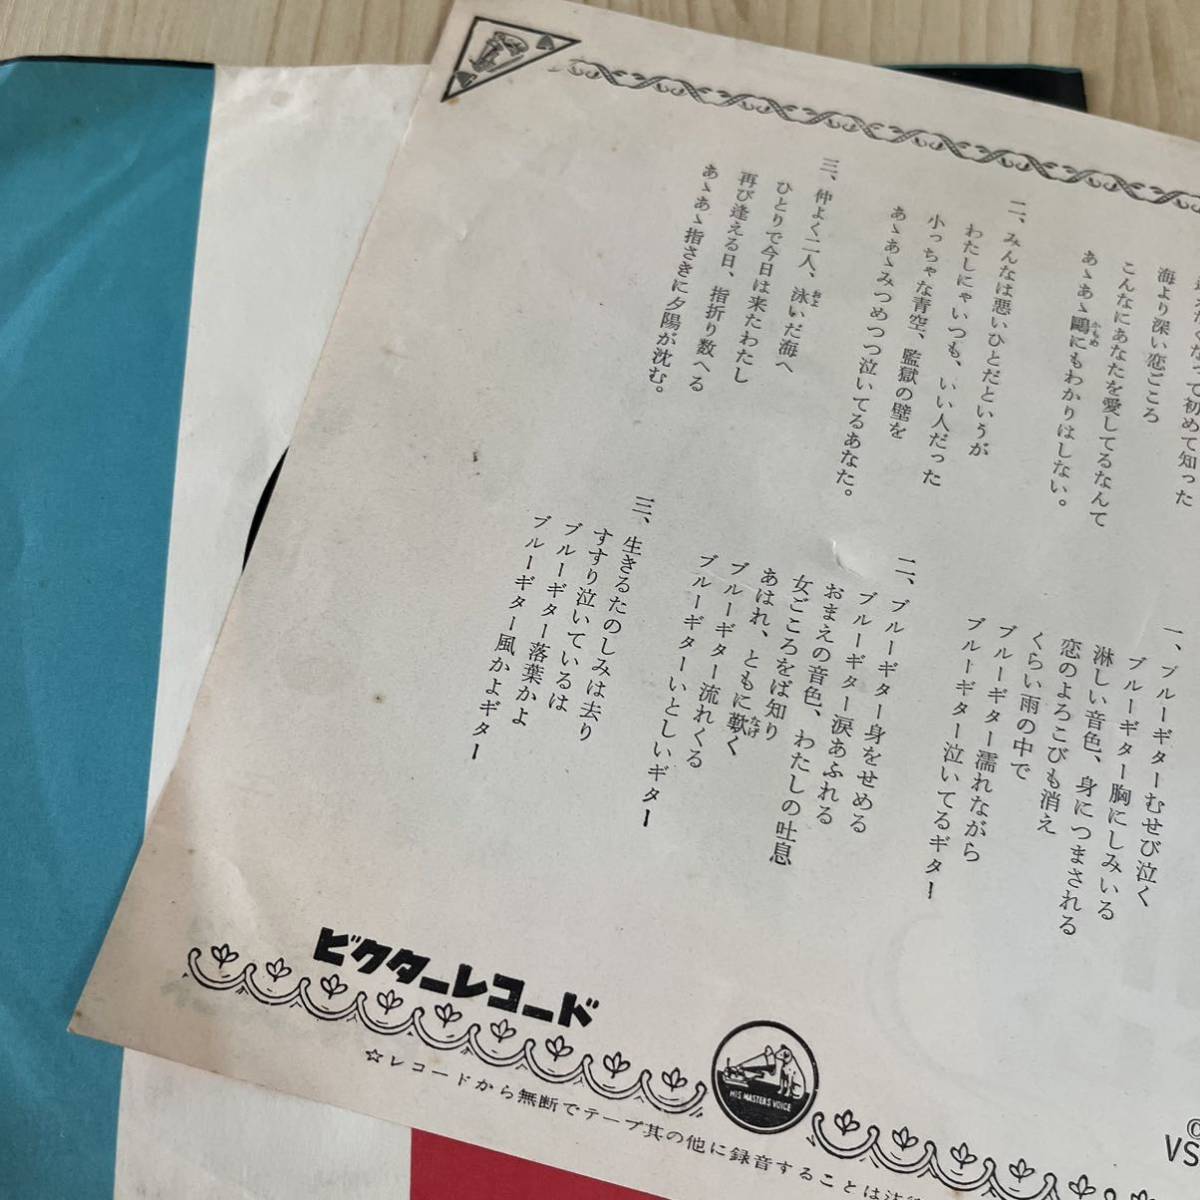 なって初めて知った
海より深い恋ごころ
こんなにあなたを愛してるなんて
あゝあゝ鷗にもわかりはしない。
かもめ
二、みんなは悪いひとだというが
わたしにゃいつも、いい人だった
小っちゃな青空、監獄の壁を
あゝあゝみつめつつ泣いてるあなた。
三、仲よく二人、泳いだ海へ
およ
ひとりで今日は来たわたし
再び逢える日、指折り数へる
あゝあゝ指さきに夕陽が沈む。
一、ブルーギターむせび泣く
ブルーギター胸にしみいる
淋しい音色、身につまされる
恋のよろこびも消え
くらい雨の中で
ブルーギター濡れながら
ブルーギター泣いてるギター
二、ブルーギター身をせめる
ブルーギター涙あふれる
おまえの音色、わたしの吐息
女ごころをば知り
あはれ、ともに歎く
なげ
ブルーギター流れくる
ブルーギターいとしいギター
三、生きるたのしみは去り
すすり泣いているは
ブルーギター落葉かよ
ブルーギター風かよギター
ビクターレコード
HIS MASTER'S VOICE
☆レコードから無断でテープ其の他に録音することは法
©
VS